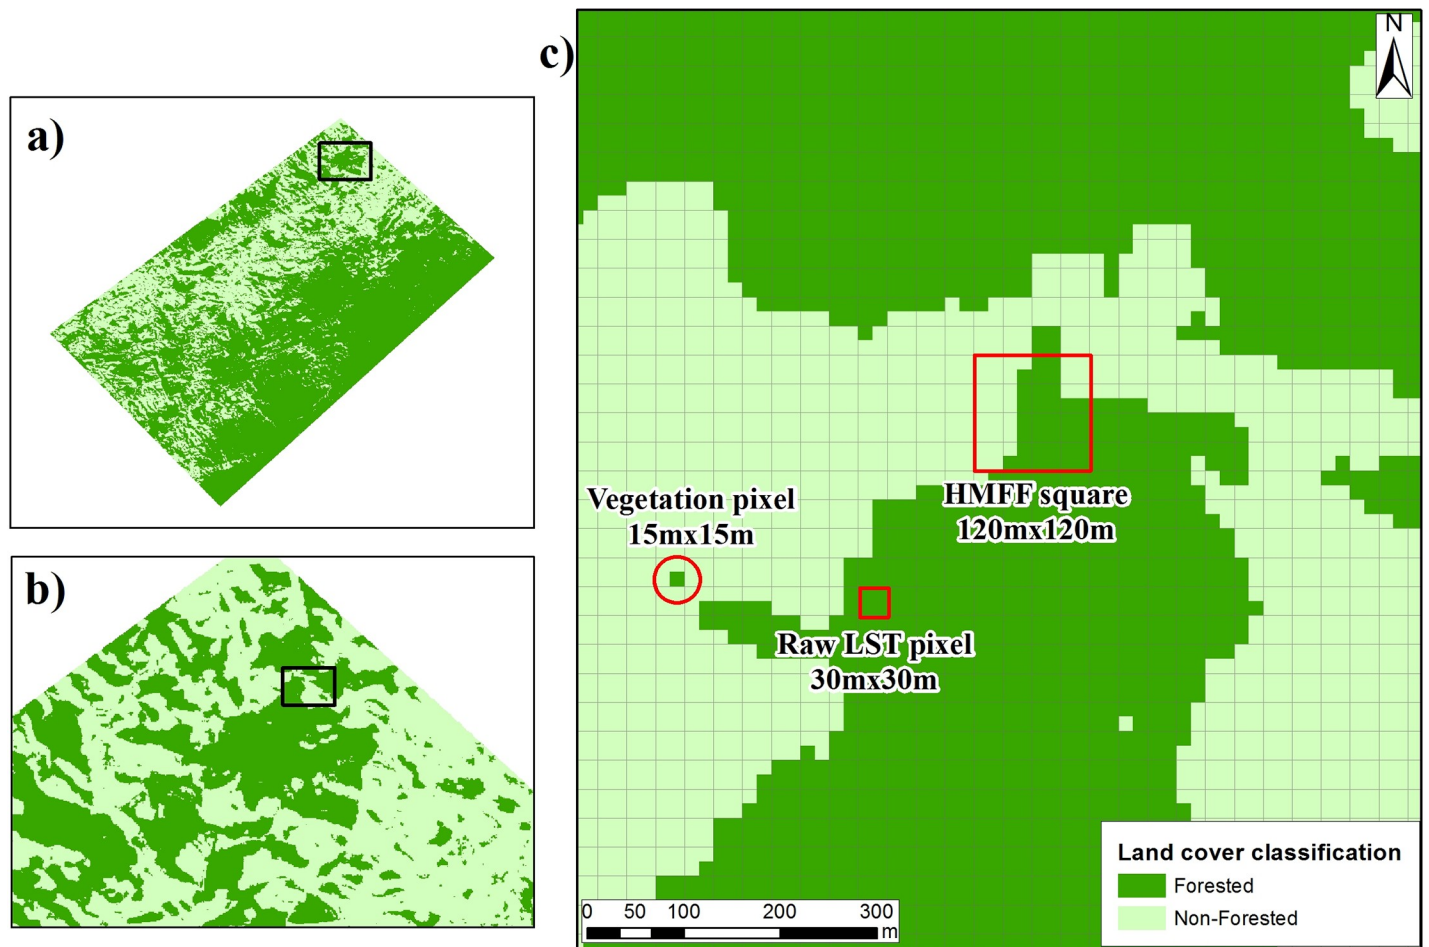 a)
b)
c)
N
Vegetation pixel
15mx15m
HMFF square
120mx120m
Raw LST pixel
30mx30m
Land cover classification
Forested
Non-Forested
0 50 100 200 300
m